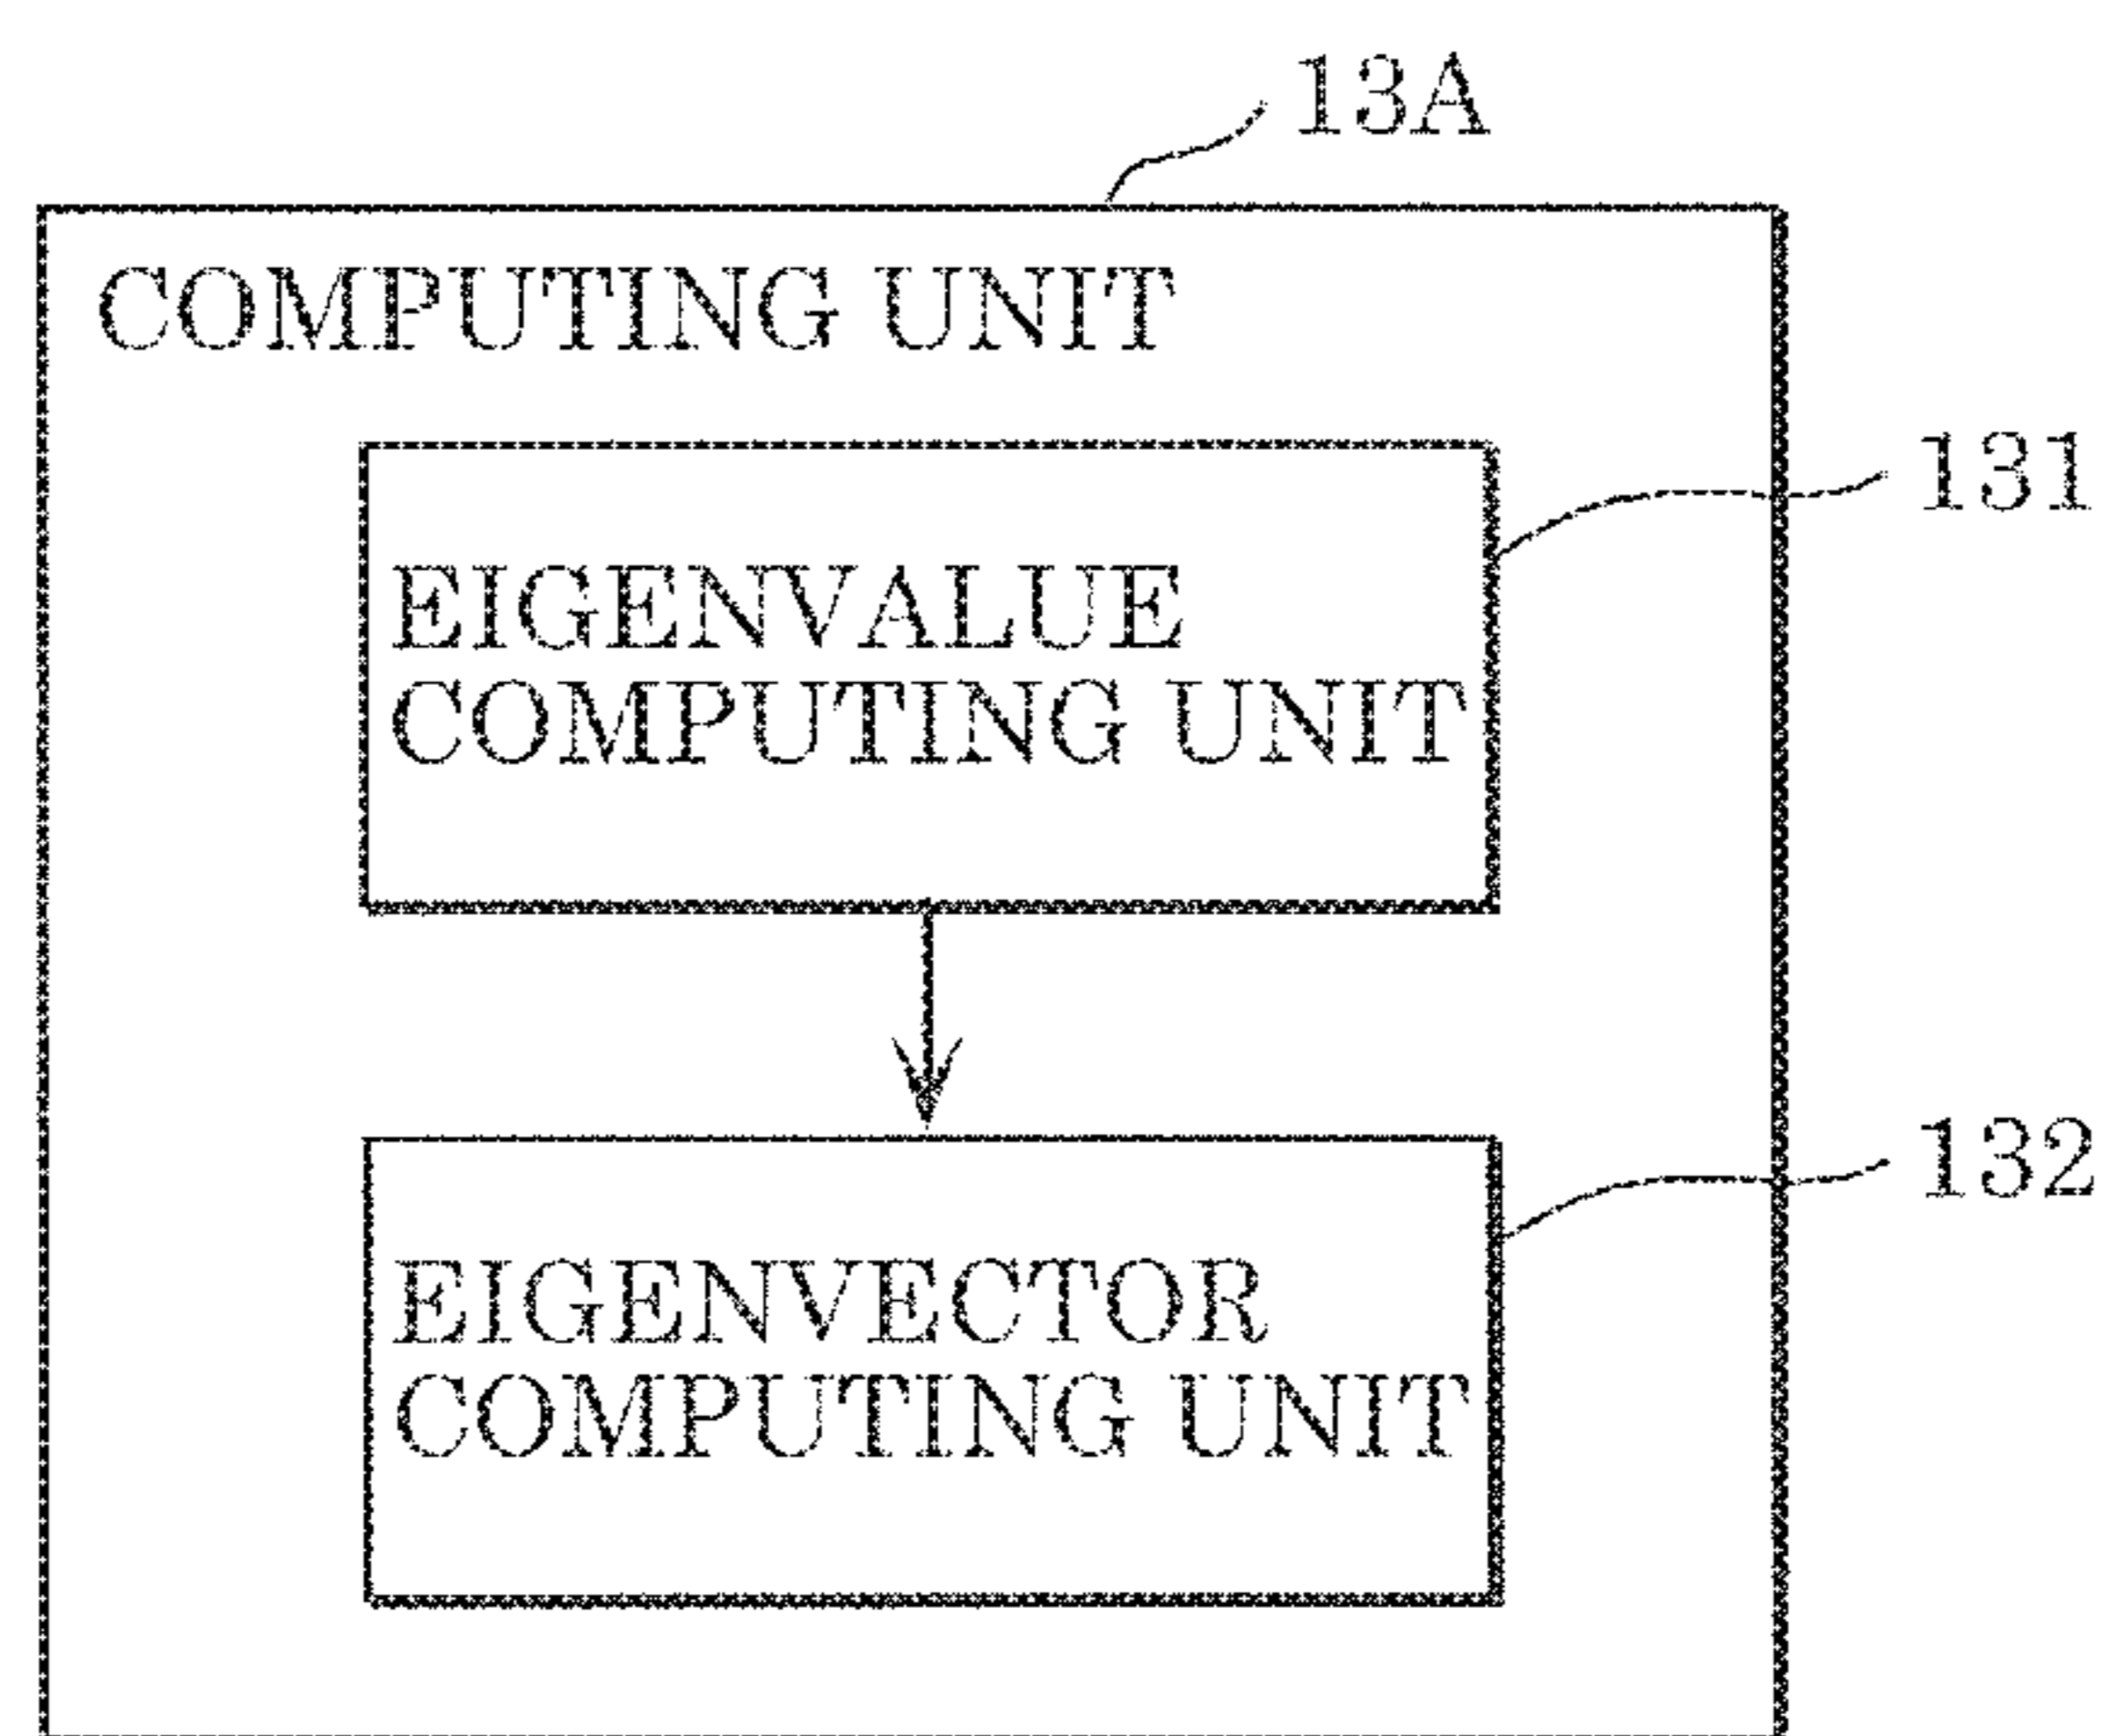 13A
COMPUTING UNIT
131
EIGENVALUE
COMPUTING UNIT
132
EIGENVECTOR
COMPUTING UNIT